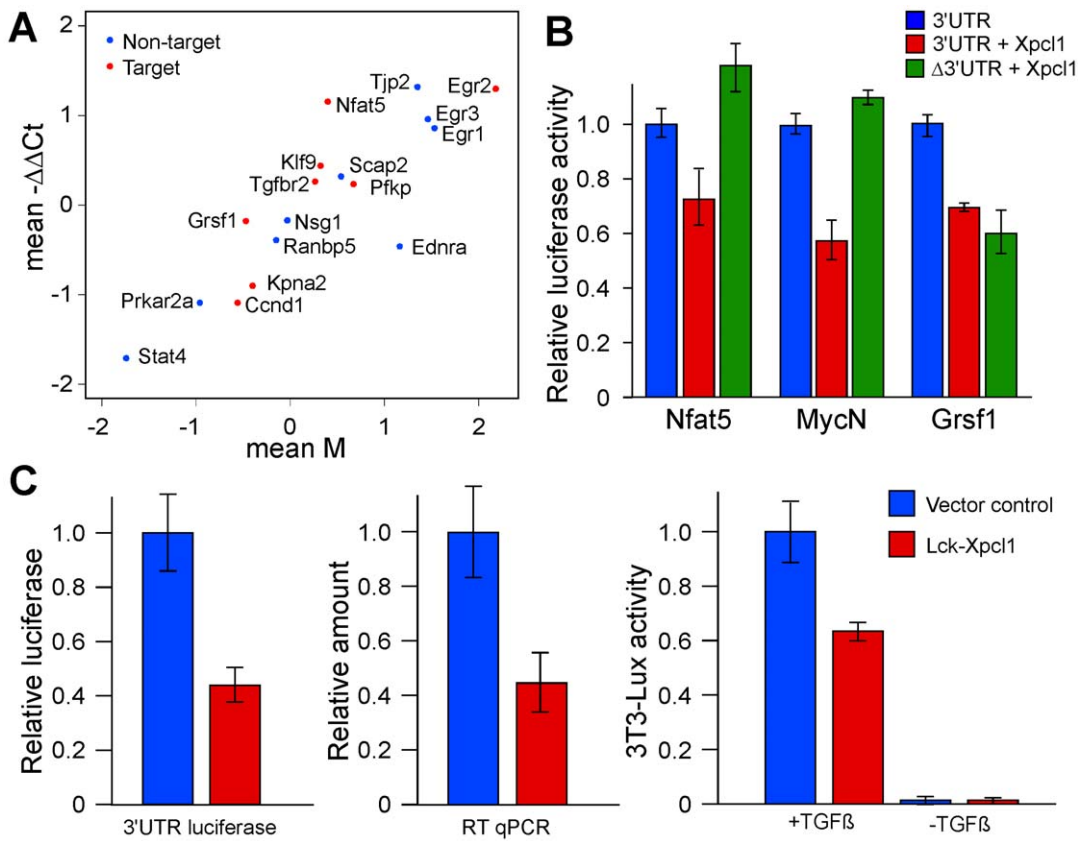 A
2
1
0
-1
-2
mean -ΔΔCt
Non-target
Target
Tjp2
Egr2
Nfat5
Egr3
Egr1
Klf9
Scap2
Tgfbr2
Pfkp
Grsf1
Nsg1
Ranbp5
Ednra
Kpna2
Prkar2a
Ccnd1
Stat4
-2
-1
0
1
2
mean M
B
3'UTR
3'UTR + Xpcl1
Δ3'UTR + Xpcl1
Relative luciferase activity
1.0
0.8
0.6
0.4
0.2
0
Nfat5
MycN
Grsf1
C
Relative luciferase
1.0
0.8
0.6
0.4
0.2
0
3'UTR luciferase
Relative amount
1.0
0.8
0.6
0.4
0.2
0
RT qPCR
3T3-Lux activity
1.0
0.8
0.6
0.4
0.2
0
+TGFß
-TGFß
Vector control
Lck-Xpcl1